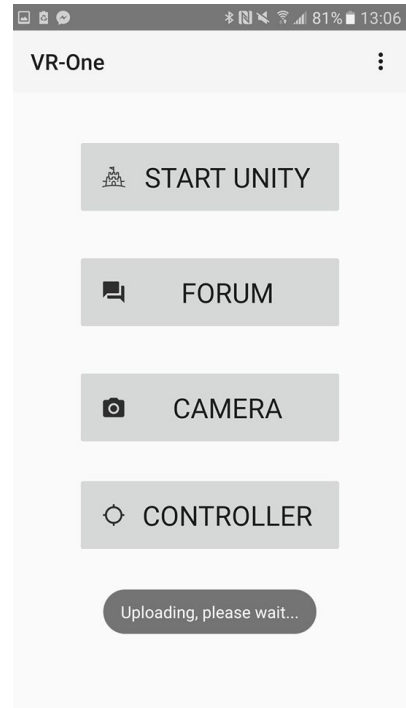 81% 13:06
VR-One
START UNITY
FORUM
CAMERA
CONTROLLER
Uploading, please wait...